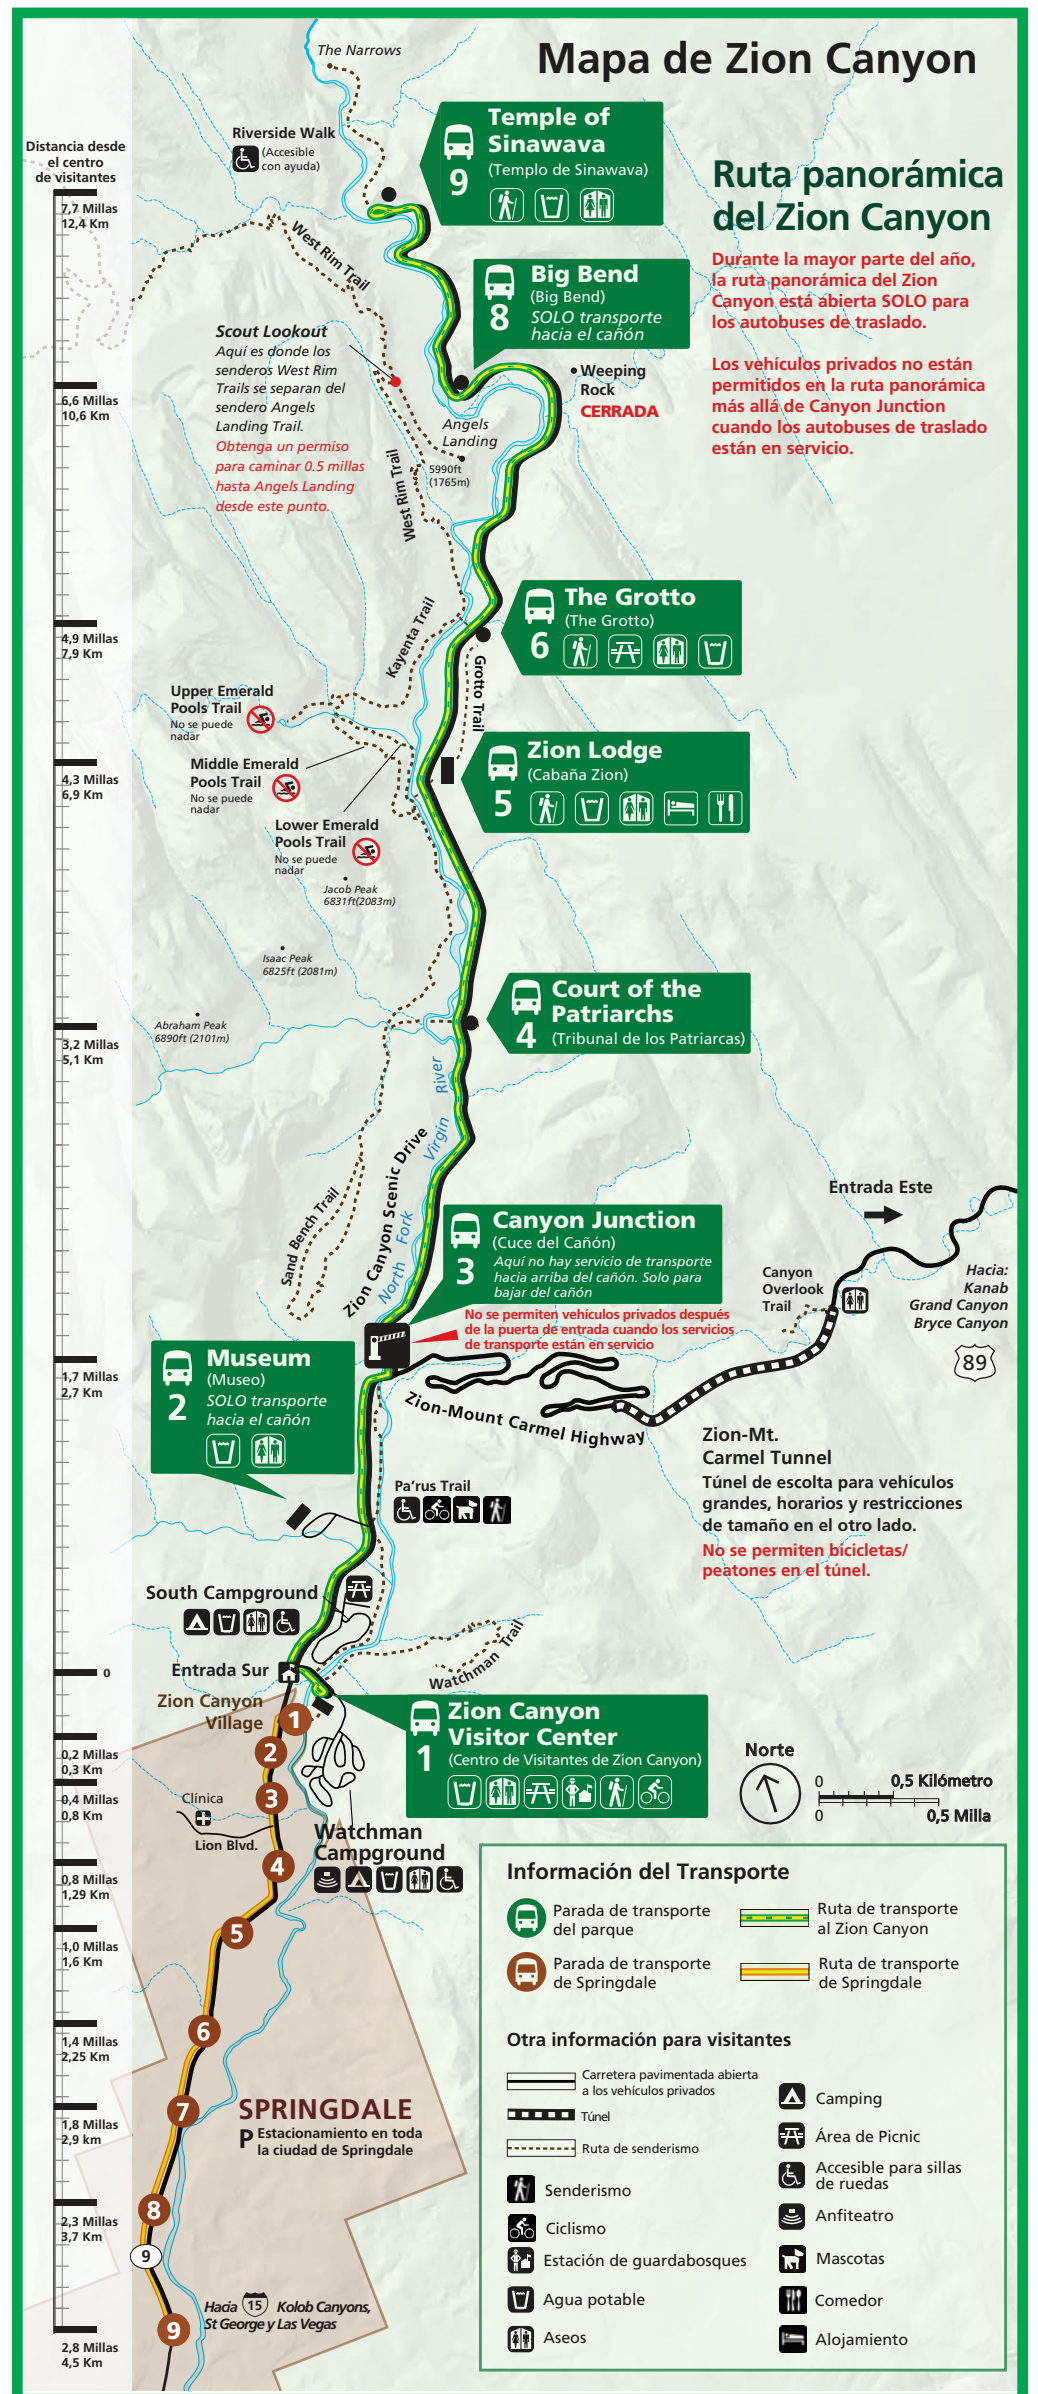 Mapa de Zion Canyon
The Narrows
Riverside Walk
(Accesible
con ayuda)
Temple of
Sinawava
(Templo de Sinawava)
9
Ruta panorámica
del Zion Canyon
Durante la mayor parte del año,
la ruta panorámica del Zion
Canyon está abierta SOLO para
los autobuses de traslado.
Los vehículos privados no están
permitidos en la ruta panorámica
más allá de Canyon Junction
cuando los autobuses de traslado
están en servicio.
Distancia desde
el centro
de visitantes
7,7 Millas
12,4 Km
6,6 Millas
10,6 Km
4,9 Millas
7,9 Km
4,3 Millas
6,9 Km
3,2 Millas
5,1 Km
1,7 Millas
2,7 Km
0
0,2 Millas
0,3 Km
0,4 Millas
0,8 Km
0,8 Millas
1,29 Km
1,0 Millas
1,6 Km
1,4 Millas
2,25 Km
1,8 Millas
2,9 km
2,3 Millas
3,7 Km
2,8 Millas
4,5 Km
West Rim Trail
Big Bend
(Big Bend)
8
SOLO transporte
hacia el cañón
Scout Lookout
Aquí es donde los
senderos West Rim
Trails se separan del
sendero Angels
Landing Trail.
Obtenga un permiso
para caminar 0.5 millas
hasta Angels Landing
desde este punto.
Weeping
Rock
CERRADA
Angels
Landing
5990ft
(1765m)
West Rim Trail
The Grotto
(The Grotto)
6
Kayenta Trail
Grotto Trail
Upper Emerald
Pools Trail
No se puede
nadar
Middle Emerald
Pools Trail
No se puede
nadar
Lower Emerald
Pools Trail
No se puede
nadar
Zion Lodge
(Cabaña Zion)
5
Jacob Peak
6831ft(2083m)
Isaac Peak
6825ft (2081m)
Abraham Peak
6890ft (2101m)
Court of the
Patriarchs
4
(Tribunal de los Patriarcas)
North Fork Virgin River
Zion Canyon Scenic Drive
Sand Bench Trail
Canyon Junction
(Cuce del Cañón)
3
Aquí no hay servicio de transporte
hacia arriba del cañón. Solo para
bajar del cañón
No se permiten vehículos privados después
de la puerta de entrada cuando los servicios
de transporte están en servicio
Entrada Este
Canyon
Overlook
Trail
Hacia:
Kanab
Grand Canyon
Bryce Canyon
89
Museum
(Museo)
2
SOLO transporte
hacia el cañón
Zion-Mount Carmel Highway
Zion-Mt.
Carmel Tunnel
Túnel de escolta para vehículos
grandes, horarios y restricciones
de tamaño en el otro lado.
No se permiten bicicletas/
peatones en el túnel.
Pa'rus Trail
South Campground
Entrada Sur
Watchman Trail
Zion Canyon
Village
Zion Canyon
Visitor Center
1
(Centro de Visitantes de Zion Canyon)
1
2
3
4
5
6
7
8
9
9
Clínica
Lion Blvd.
Watchman
Campground
Norte
0
0,5 Kilómetro
0
0,5 Milla
SPRINGDALE
P Estacionamiento en toda
la ciudad de Springdale
Hacia 15 Kolob Canyons,
St George y Las Vegas
Información del Transporte
Parada de transporte
del parque
Ruta de transporte
al Zion Canyon
Parada de transporte
de Springdale
Ruta de transporte
de Springdale
Otra información para visitantes
Carretera pavimentada abierta
a los vehículos privados
Túnel
Ruta de senderismo
Senderismo
Ciclismo
Estación de guardabosques
Agua potable
Aseos
Camping
Área de Picnic
Accesible para sillas
de ruedas
Anfiteatro
Mascotas
Comedor
Alojamiento